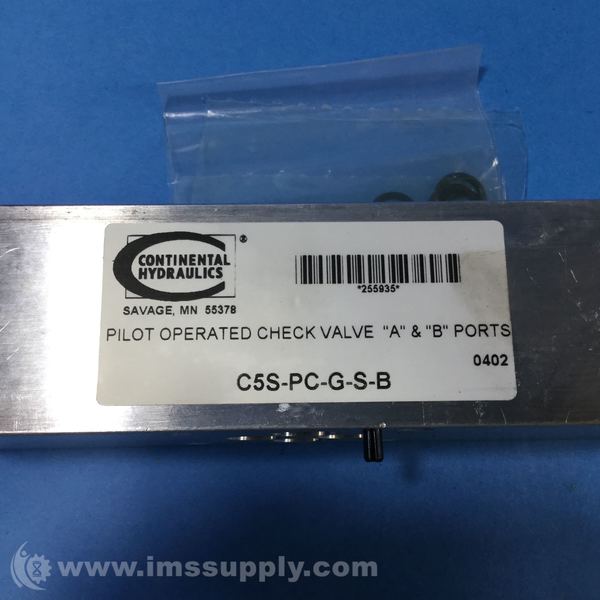 CONTINENTAL ®
HYDRAULICS
SAVAGE, MN 55378
*255935*
PILOT OPERATED CHECK VALVE "A" & "B" PORTS
0402
C5S-PC-G-S-B
www.imssupply.com